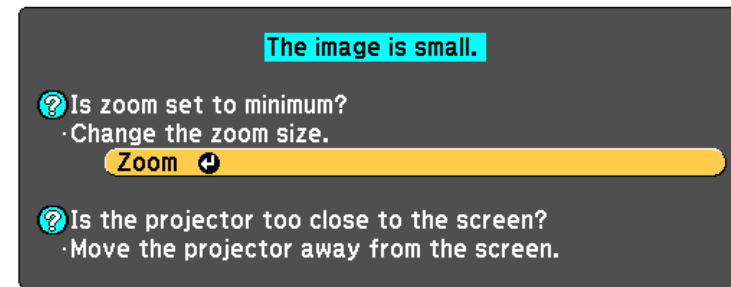 The image is small.
Is zoom set to minimum?
·Change the zoom size.
Zoom
Is the projector too close to the screen?
·Move the projector away from the screen.